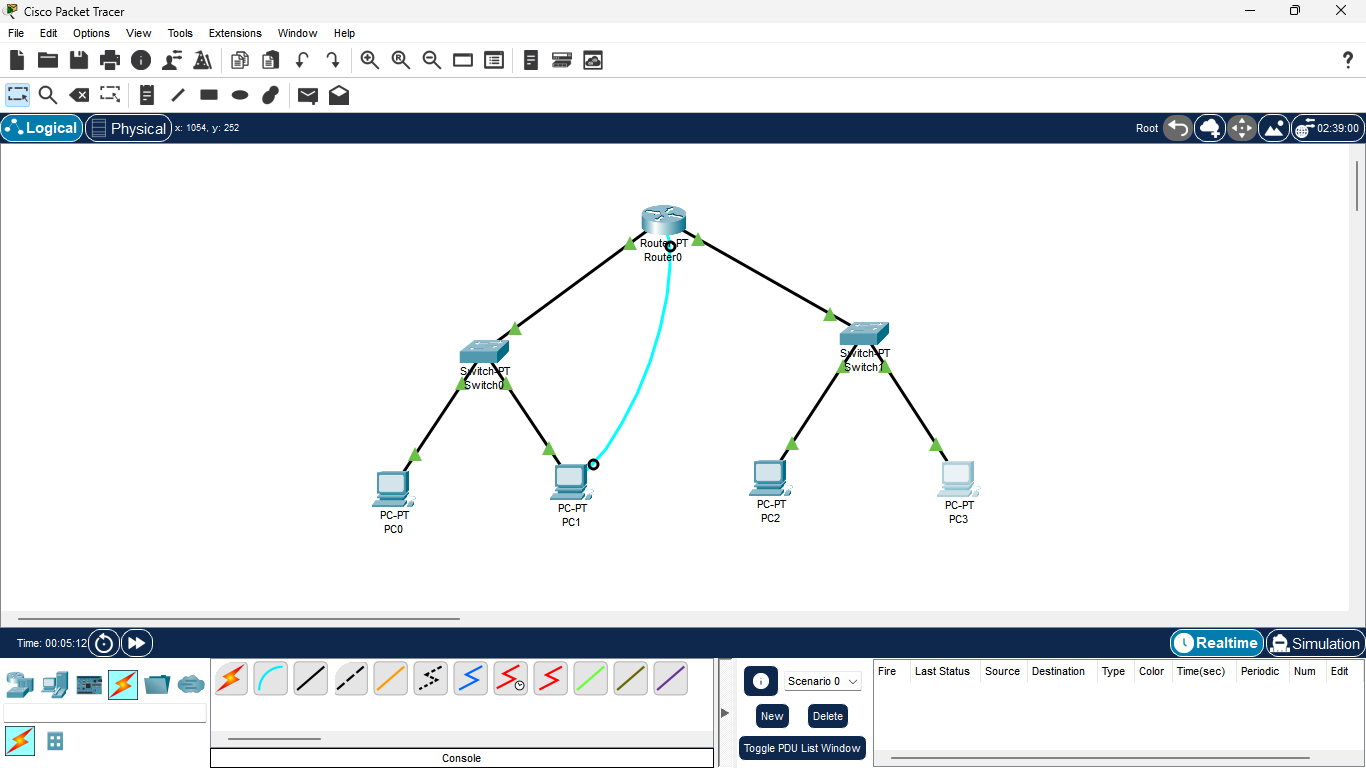 Cisco Packet Tracer
File Edit Options View Tools Extensions Window Help
Logical Physical x: 1054, y: 252 Root 02:39:00
Router-PT
Router0
Switch-PT
Switch0
Switch-PT
Switch1
PC-PT
PC0
PC-PT
PC1
PC-PT
PC2
PC-PT
PC3
Time: 00:05:12 Realtime Simulation
Scenario 0
New Delete
Toggle PDU List Window
Fire Last Status Source Destination Type Color Time(sec) Periodic Num Edit
Console